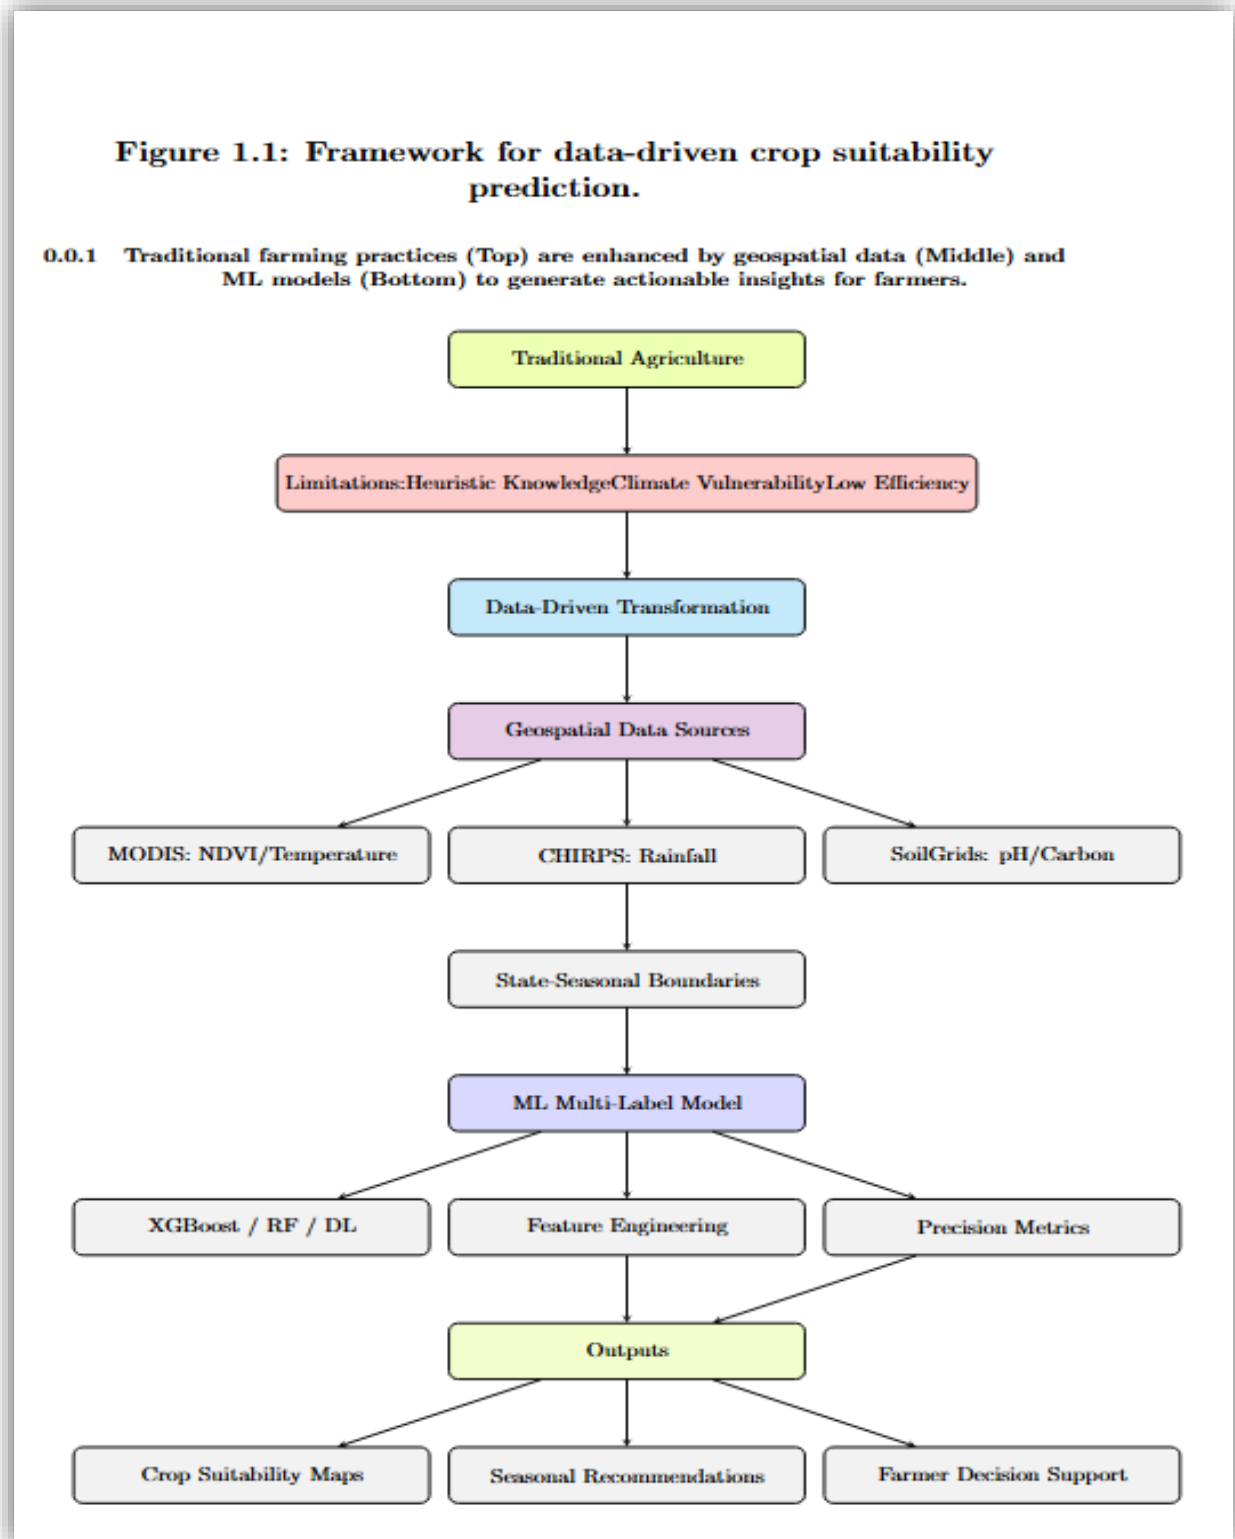 Figure 1.1: Framework for data-driven crop suitability
prediction.
0.0.1 Traditional farming practices (Top) are enhanced by geospatial data (Middle) and
ML models (Bottom) to generate actionable insights for farmers.
Traditional Agriculture
Limitations:Heuristic KnowledgeClimate VulnerabilityLow Efficiency
Data-Driven Transformation
Geospatial Data Sources
MODIS: NDVI/Temperature
CHIRPS: Rainfall
SoilGrids: pH/Carbon
State-Seasonal Boundaries
ML Multi-Label Model
XGBoost / RF / DL
Feature Engineering
Precision Metrics
Outputs
Crop Suitability Maps
Seasonal Recommendations
Farmer Decision Support